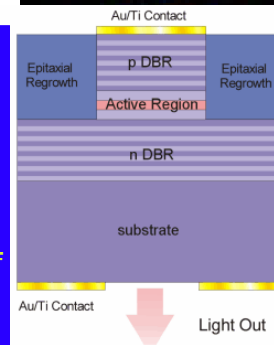 Au/Ti Contact
p DBR
Epitaxial
Regrowth
Epitaxial
Regrowth
Active Region
n DBR
substrate
Au/Ti Contact
Light Out